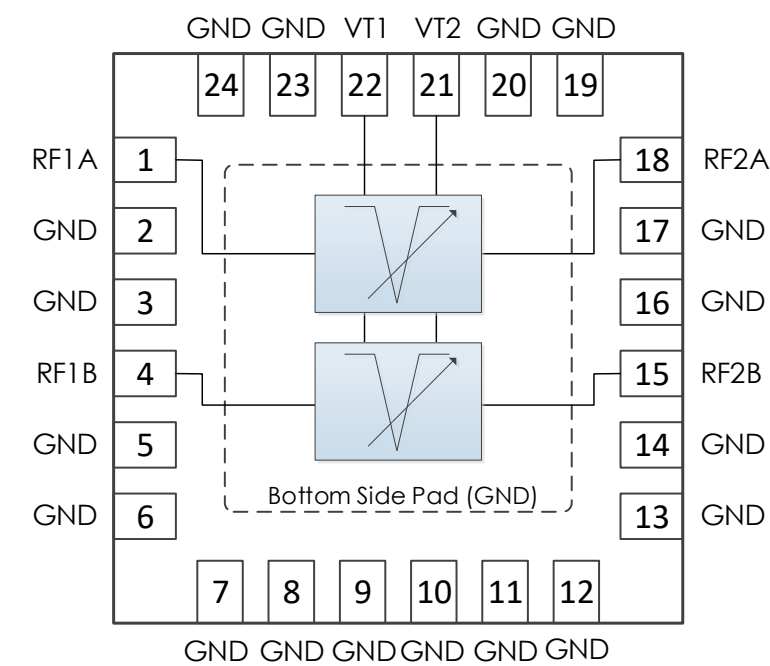 GND GND VT1 VT2 GND GND
24 23 22 21 20 19
RF1A 1 18 RF2A
GND 2 17 GND
GND 3 16 GND
RF1B 4 15 RF2B
GND 5 14 GND
Bottom Side Pad (GND)
GND 6 13 GND
7 8 9 10 11 12
GND GND GND GND GND GND